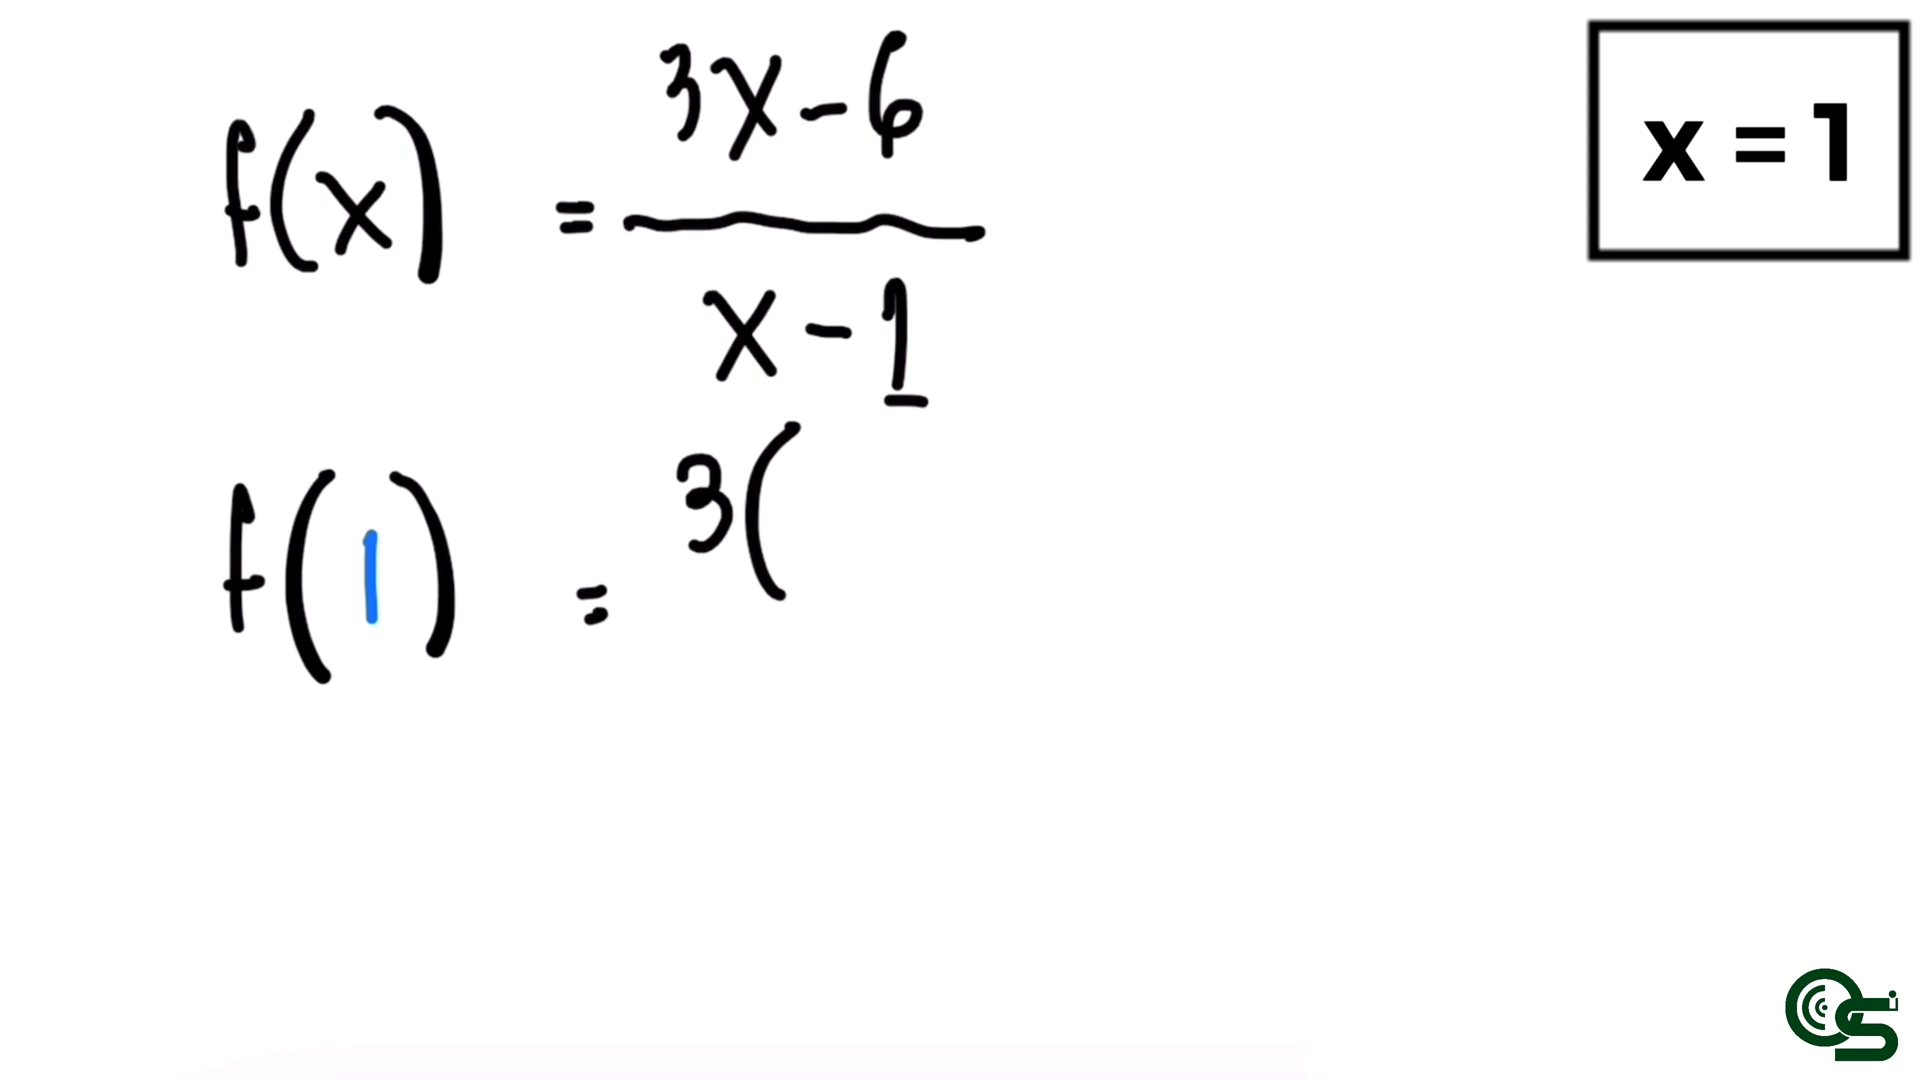 f(x) = 3x - 6
x - 1
f(1) = 3(
x = 1